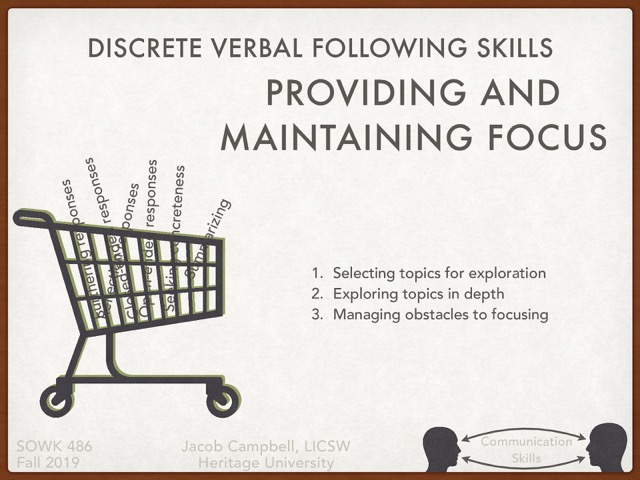 DISCRETE VERBAL FOLLOWING SKILLS
PROVIDING AND
MAINTAINING FOCUS
Furthering responses
responses
Closed-ended responses
Open-ended responses
Seeking concreteness
Summarizing
1. Selecting topics for exploration
2. Exploring topics in depth
3. Managing obstacles to focusing
SOWK 486
Fall 2019
Jacob Campbell, LICSW
Heritage University
Communication
Skills